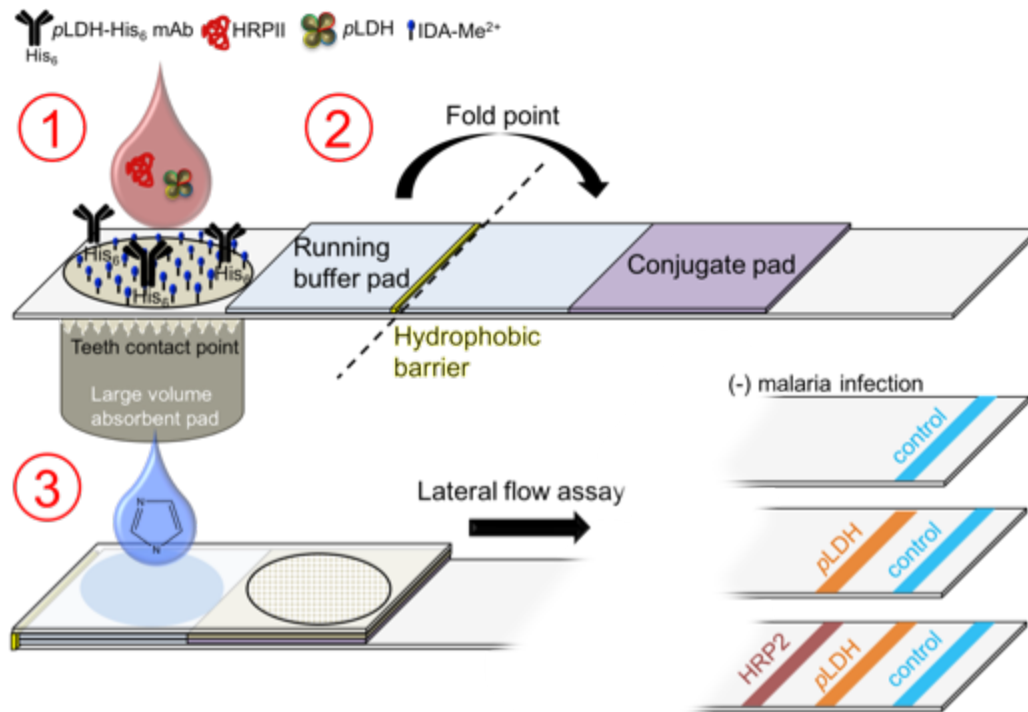 pLDH-His₆ mAb HRPII pLDH IDA-Me²⁺
His₆
1
2
Fold point
His₆
His₆
His₆
Running
buffer pad
Conjugate pad
Teeth contact point
Hydrophobic
barrier
Large volume
absorbent pad
3
N
N
Lateral flow assay
(-) malaria infection
control
pLDH
control
HRP2
pLDH
control